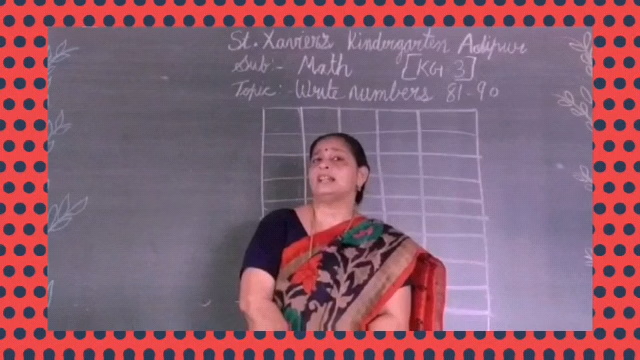 St. Xavier's Kindergarten Adipur
Sub:- Math [KG 3]
Topic:- Write numbers 81-90